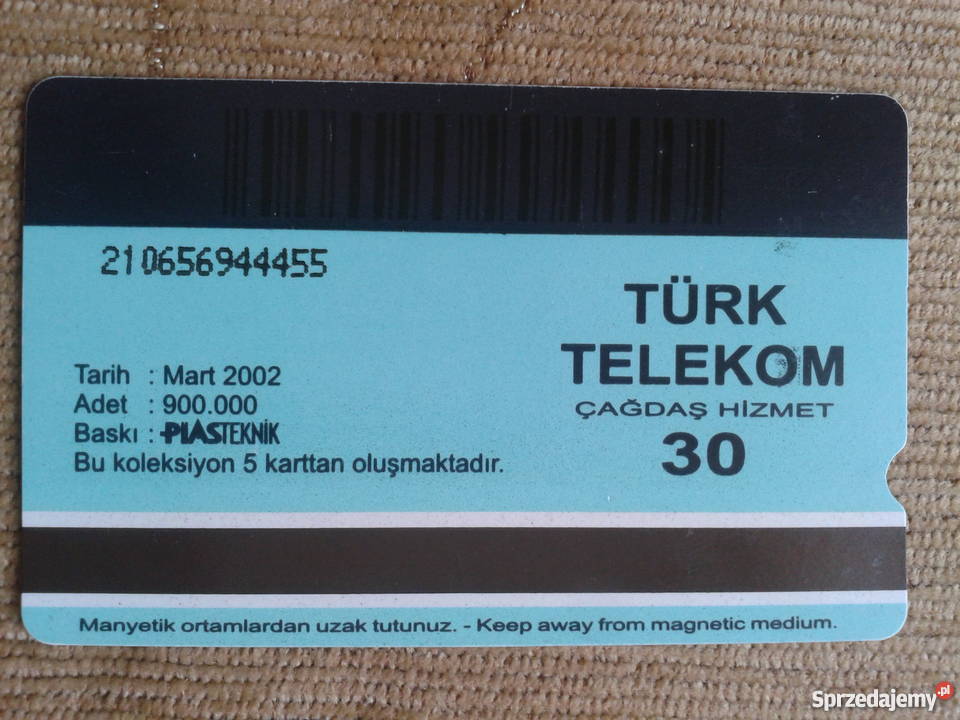 210656944455
TÜRK
TELEKOM
ÇAĞDAŞ HİZMET
30
Tarih : Mart 2002
Adet : 900.000
Baskı : PLASTEKNİK
Bu koleksiyon 5 karttan oluşmaktadır.
Manyetik ortamlardan uzak tutunuz. - Keep away from magnetic medium.
Sprzedajemy.pl